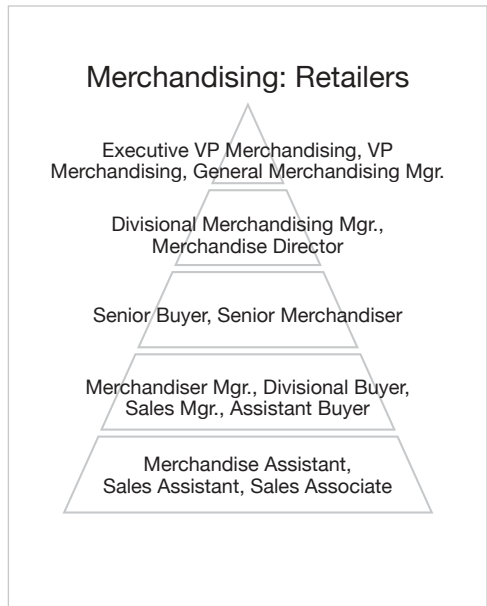 Merchandising: Retailers
Executive VP Merchandising, VP
Merchandising, General Merchandising Mgr.
Divisional Merchandising Mgr.,
Merchandise Director
Senior Buyer, Senior Merchandiser
Merchandiser Mgr., Divisional Buyer,
Sales Mgr., Assistant Buyer
Merchandise Assistant,
Sales Assistant, Sales Associate